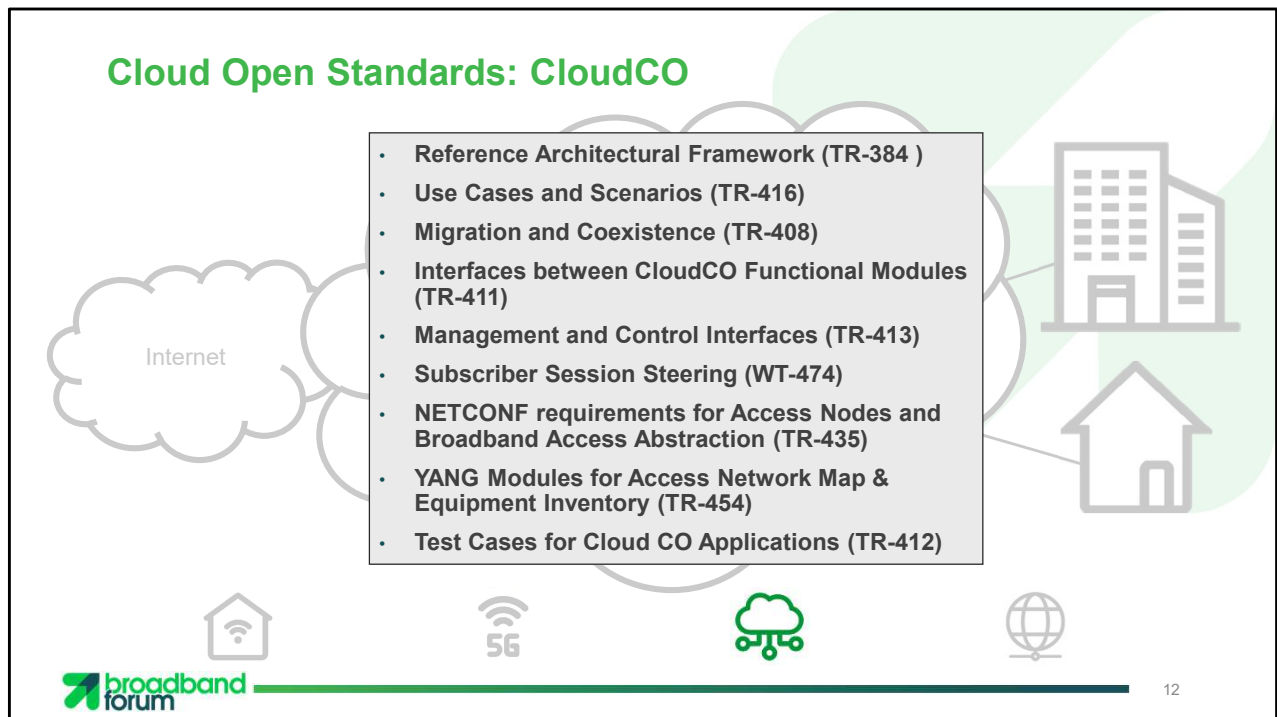 Cloud Open Standards: CloudCO
• Reference Architectural Framework (TR-384 )
• Use Cases and Scenarios (TR-416)
• Migration and Coexistence (TR-408)
• Interfaces between CloudCO Functional Modules
(TR-411)
• Management and Control Interfaces (TR-413)
• Subscriber Session Steering (WT-474)
• NETCONF requirements for Access Nodes and
Broadband Access Abstraction (TR-435)
• YANG Modules for Access Network Map &
Equipment Inventory (TR-454)
• Test Cases for Cloud CO Applications (TR-412)
Internet
5G
broadband
forum
12